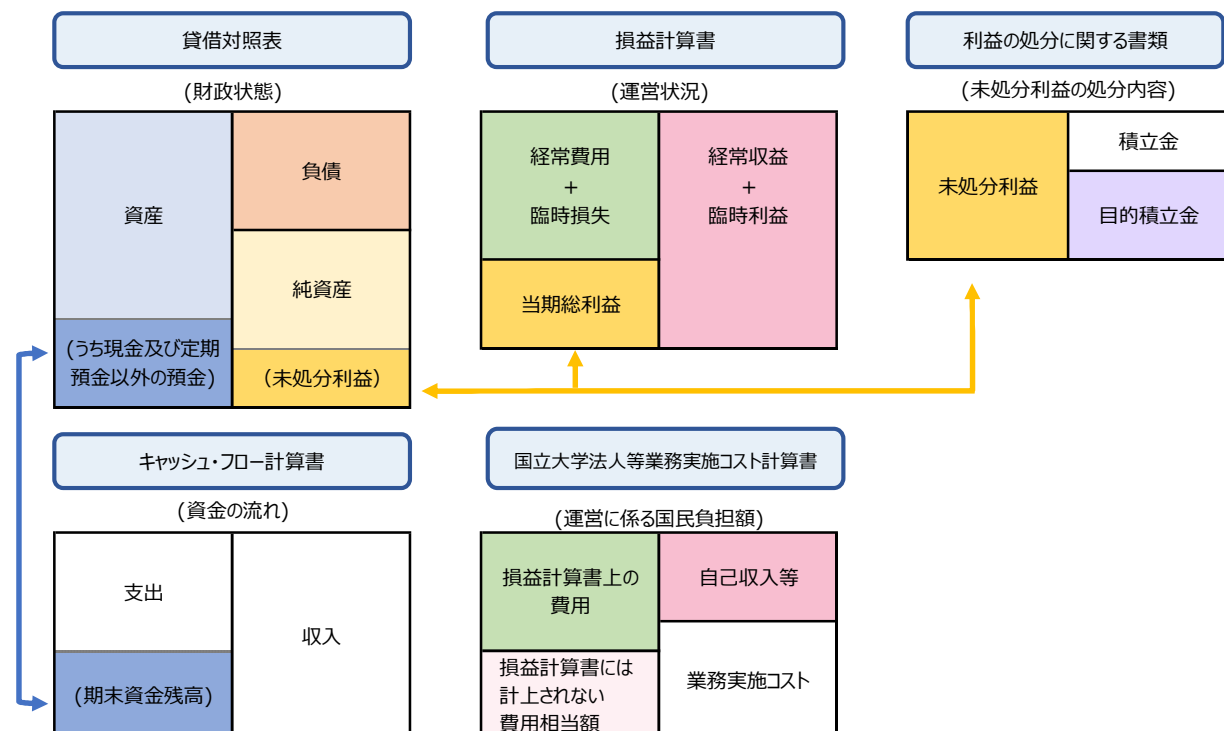 貸借対照表
(財政状態)
資産
(うち現金及び定期
預金以外の預金)
負債
純資産
(未処分利益)
損益計算書
(運営状況)
経常費用
+
臨時損失
当期総利益
経常収益
+
臨時利益
利益の処分に関する書類
(未処分利益の処分内容)
未処分利益
積立金
目的積立金
キャッシュ・フロー計算書
(資金の流れ)
支出
(期末資金残高)
収入
国立大学法人等業務実施コスト計算書
(運営に係る国民負担額)
損益計算書上の
費用
損益計算書には
計上されない
費用相当額
自己収入等
業務実施コスト